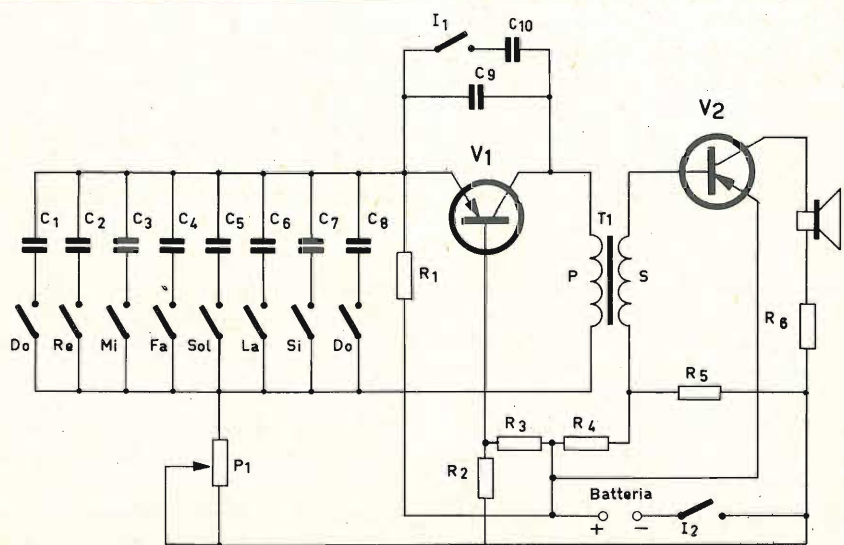 I1 C10
C9
V1 V2
C1 C2 C3 C4 C5 C6 C7 C8
R1 P T1 S
Do Re Mi Fa Sol La Si Do
R6
R5
R3 R4
P1 R2
Batteria
+ − I2